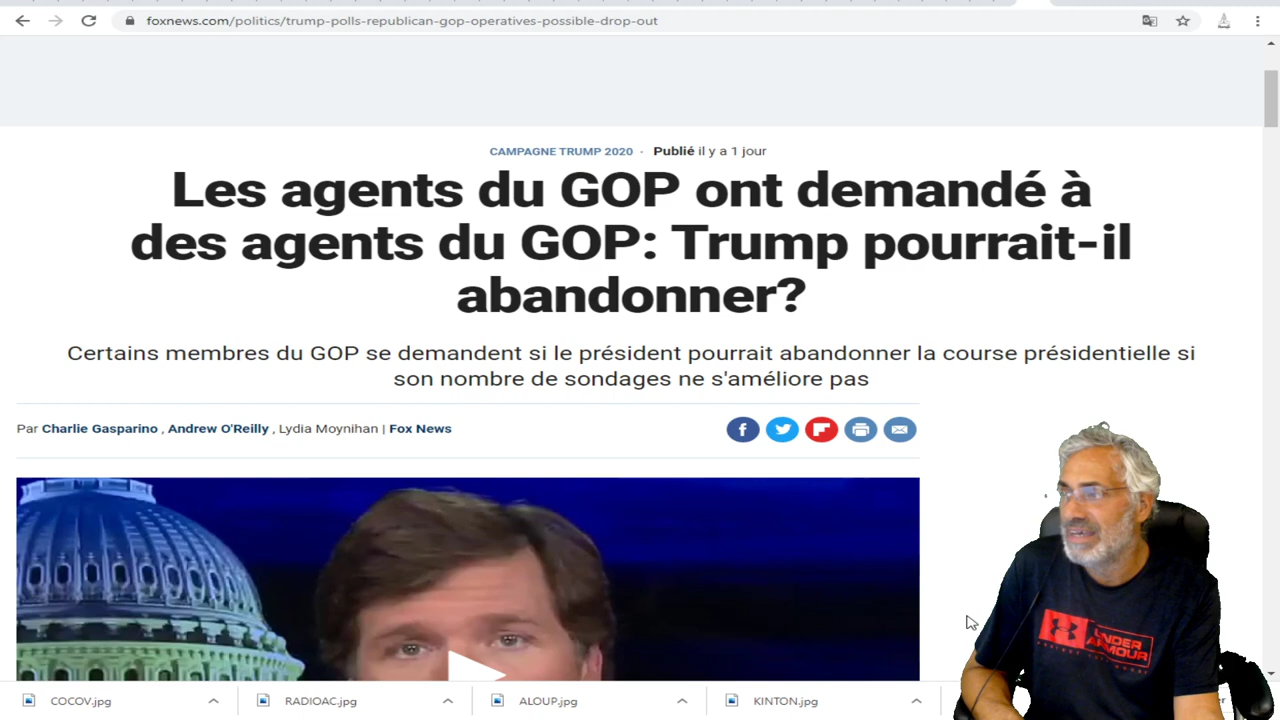 foxnews.com/politics/trump-polls-republican-gop-operatives-possible-drop-out
CAMPAGNE TRUMP 2020 - Publié il y a 1 jour
Les agents du GOP ont demandé à
des agents du GOP: Trump pourrait-il
abandonner?
Certains membres du GOP se demandent si le président pourrait abandonner la course présidentielle si
son nombre de sondages ne s'améliore pas
Par Charlie Gasparino , Andrew O'Reilly , Lydia Moynihan | Fox News
UNDER
ARMOUR
COCOV.jpg
RADIOAC.jpg
ALOUP.jpg
KINTON.jpg